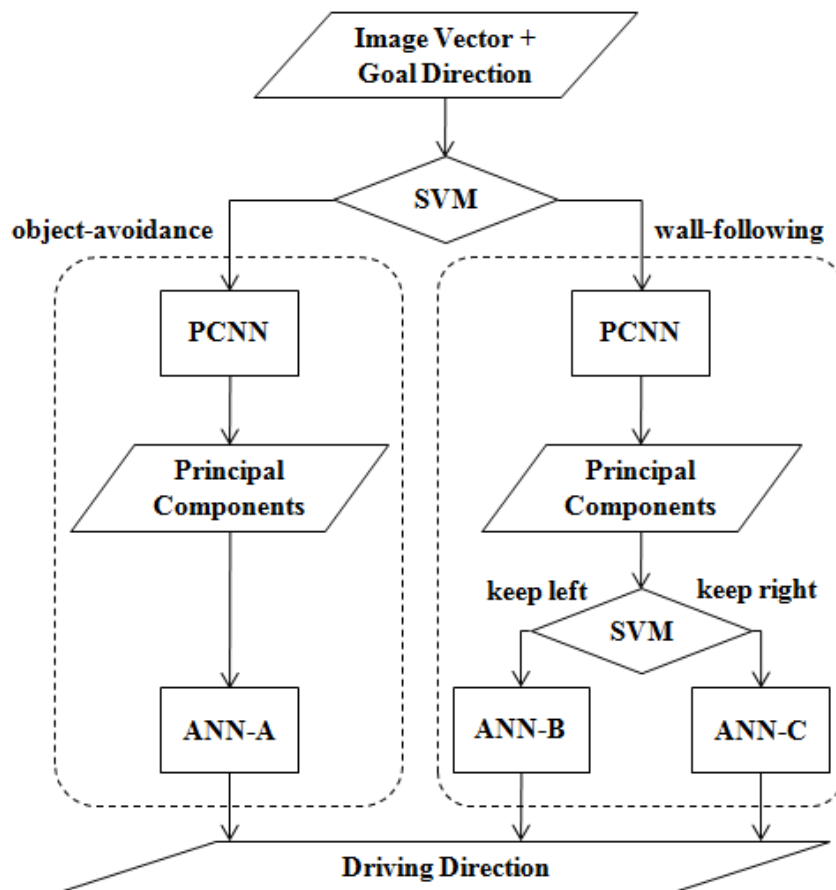 Image Vector +
Goal Direction
SVM
object-avoidance
wall-following
PCNN
PCNN
Principal
Components
Principal
Components
keep left
keep right
SVM
ANN-A
ANN-B
ANN-C
Driving Direction